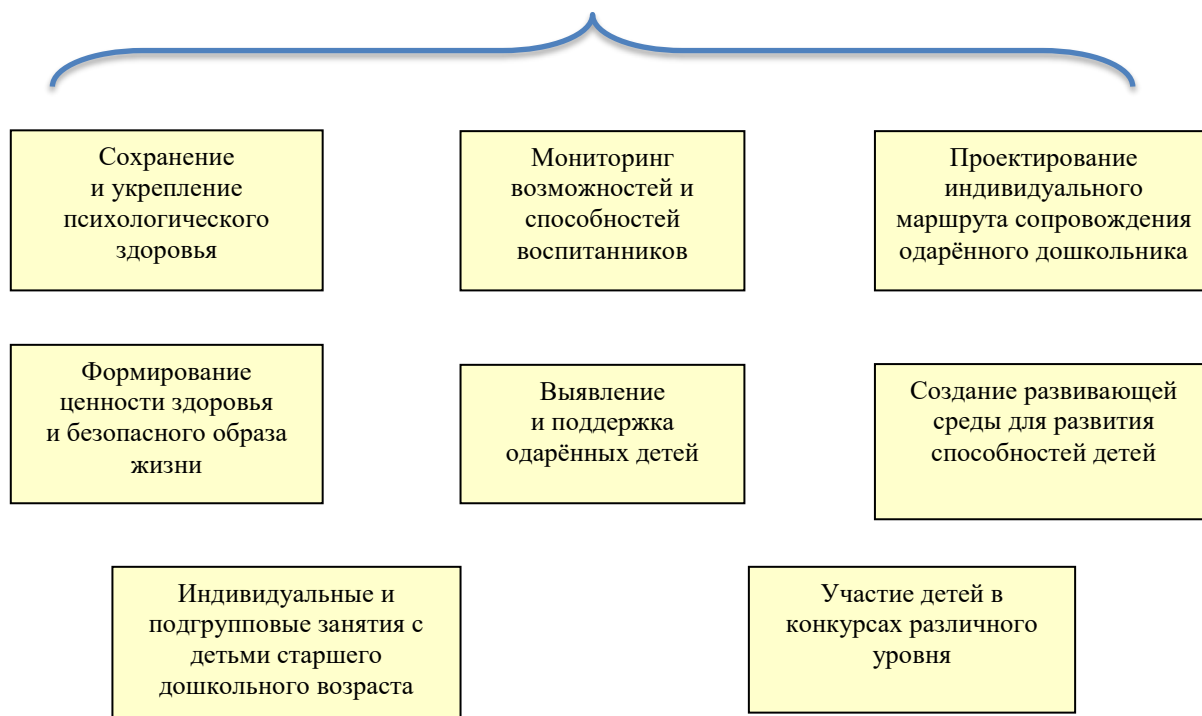 Сохранение
и укрепление
психологического
здоровья
Мониторинг
возможностей и
способностей
воспитанников
Проектирование
индивидуального
маршрута сопровождения
одарённого дошкольника
Формирование
ценности здоровья
и безопасного образа
жизни
Выявление
и поддержка
одарённых детей
Создание развивающей
среды для развития
способностей детей
Индивидуальные и
подгрупповые занятия с
детьми старшего
дошкольного возраста
Участие детей в
конкурсах различного
уровня